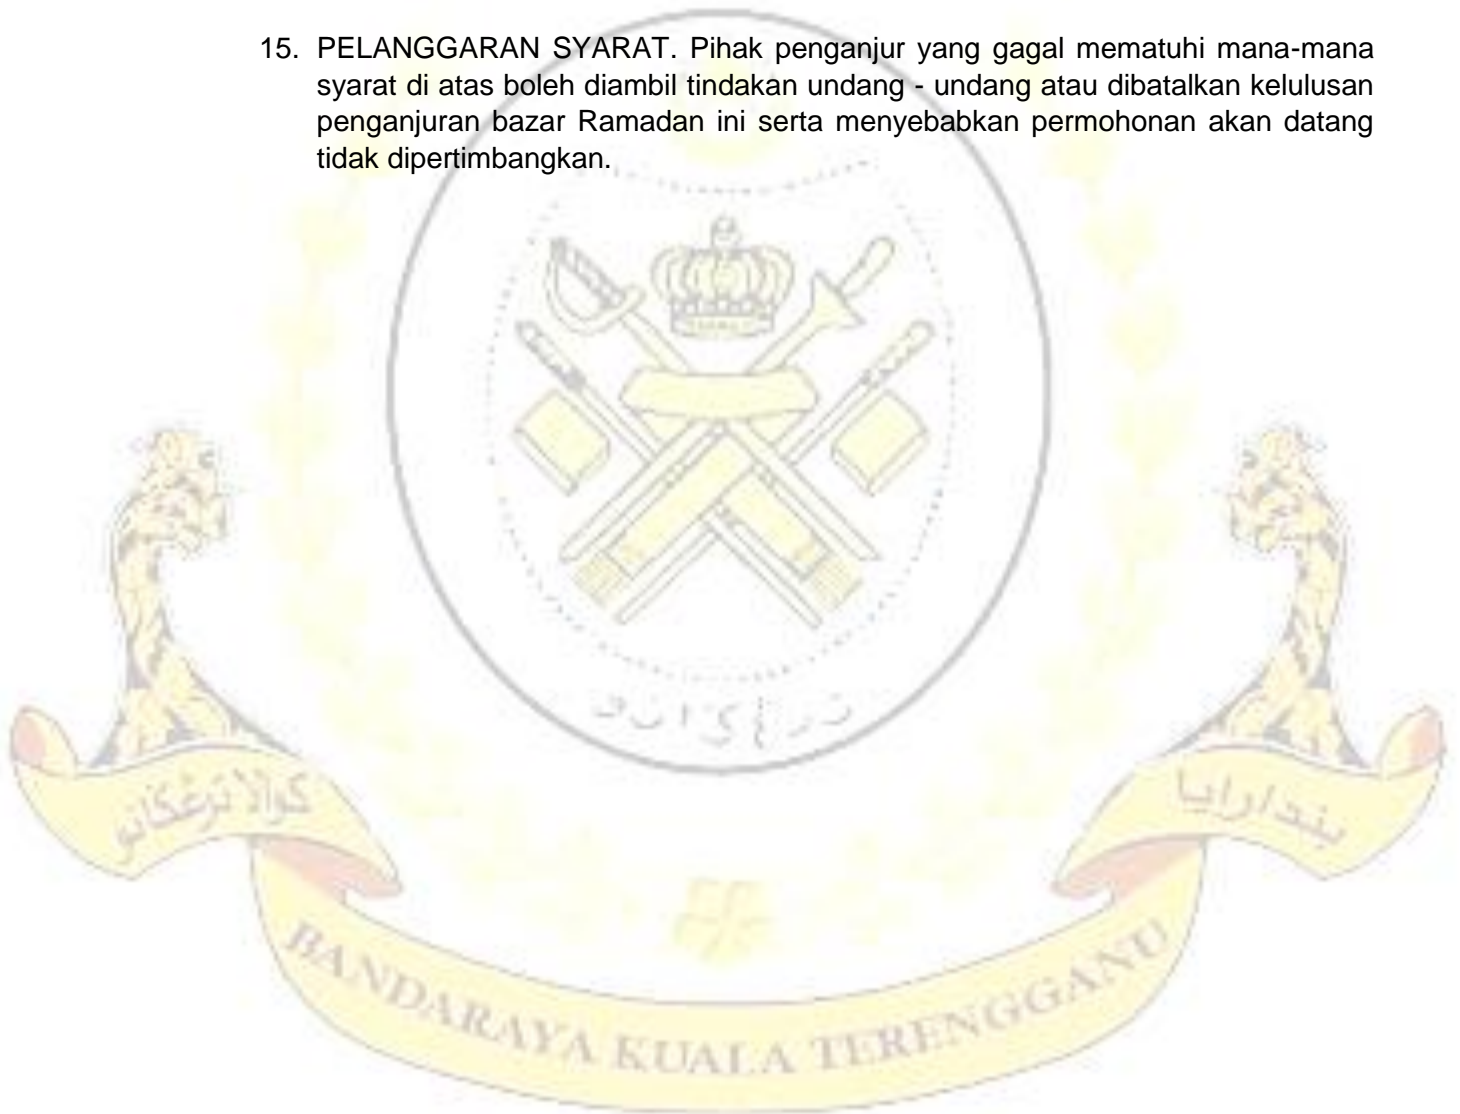 15. PELANGGARAN SYARAT. Pihak penganjur yang gagal mematuhi mana-mana
syarat di atas boleh diambil tindakan undang - undang atau dibatalkan kelulusan
penganjuran bazar Ramadan ini serta menyebabkan permohonan akan datang
tidak dipertimbangkan.
ترڠڬانو
بندارايا
كوالا ترڠكانو
BANDARAYA KUALA TERENGGANU